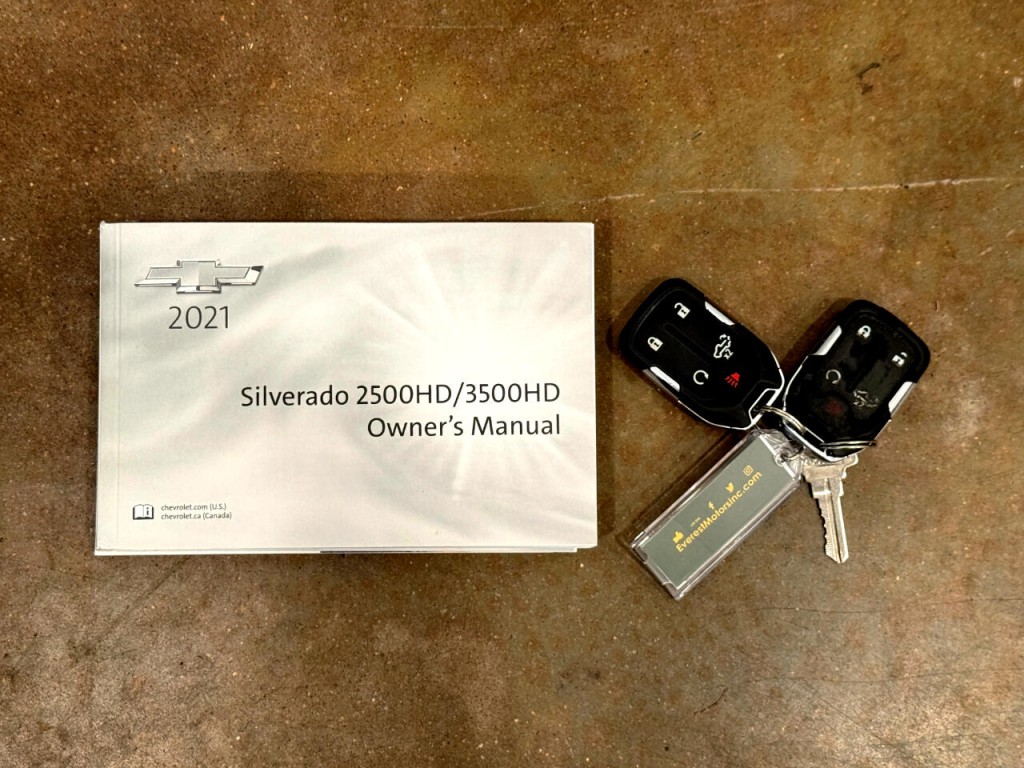 2021
Silverado 2500HD/3500HD
Owner's Manual
chevrolet.com (U.S.)
chevrolet.ca (Canada)
EverestMotorsinc.com